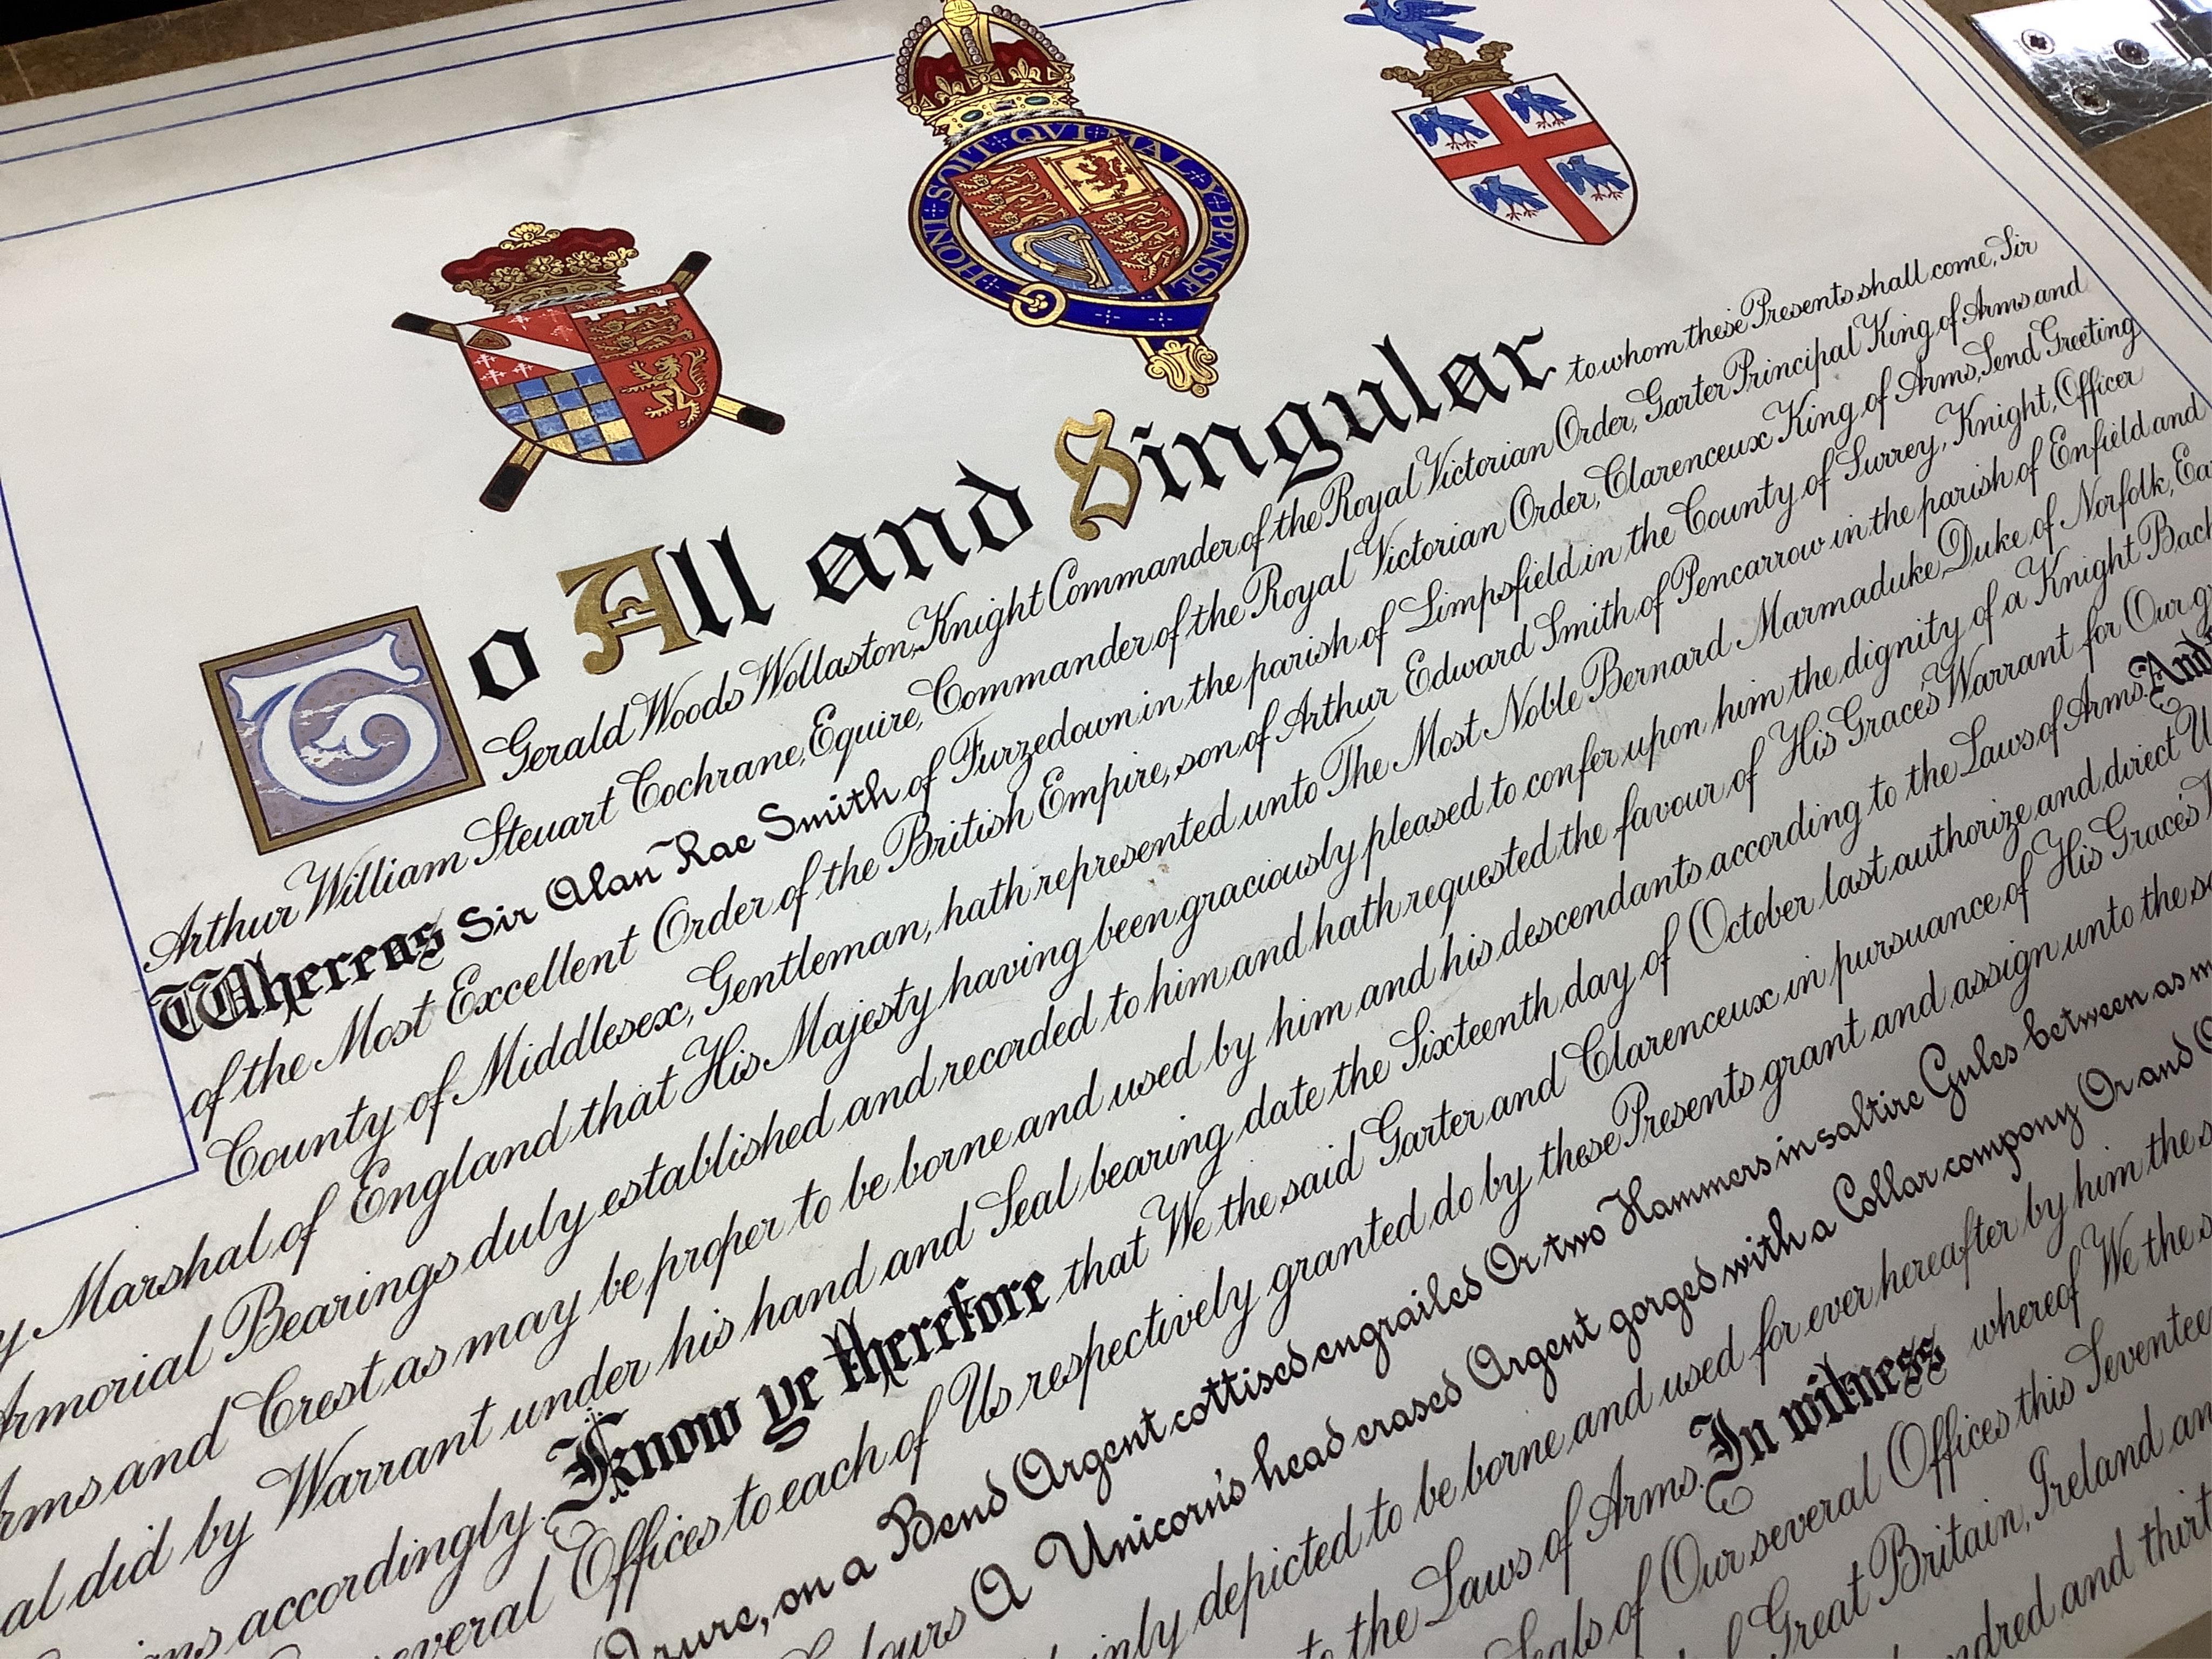 HONI · SOIT · QVI · MAL · Y · PENSE
To All and Singular to whom these Presents shall come, Sir
Gerald Woods Wollaston, Knight Commander of the Royal Victorian Order, Garter Principal King of Arms and
Arthur William Steuart Cochrane, Equire, Commander of the Royal Victorian Order, Clarenceux King of Arms, Send Greeting
Whereas Sir Alan Rae Smith of Furzedown in the parish of Limpsfield in the County of Surrey, Knight, Officer
of the Most Excellent Order of the British Empire, son of Arthur Edward Smith of Pencarrow in the parish of Enfield and
County of Middlesex, Gentleman, hath represented unto The Most Noble Bernard Marmaduke, Duke of Norfolk,
Marshal of England that His Majesty having been graciously pleased to confer upon him the dignity of a Knight
Armorial Bearings duly established and recorded to him and hath requested the favour of His Grace's Warrant for Our
Arms and Crest as may be proper to be borne and used by him and his descendants according to the Laws of Arms. And
did by Warrant under his hand and Seal bearing date the Sixteenth day of October last authorize and direct
accordingly. Know ye therefore that We the said Garter and Clarenceux in pursuance of His Grace's
several Offices to each of Us respectively granted do by these Presents grant and assign unto the
Azure, on a Bend Argent cottised engrailed Or two Hammers in saltire Gules between as
A Unicorn's head erased Argent gorged with a Collar compony Or and
depicted to be borne and used for ever hereafter by him the
to the Laws of Arms. In witness whereof We the
Seals of Our several Offices this
Great Britain, Ireland
and